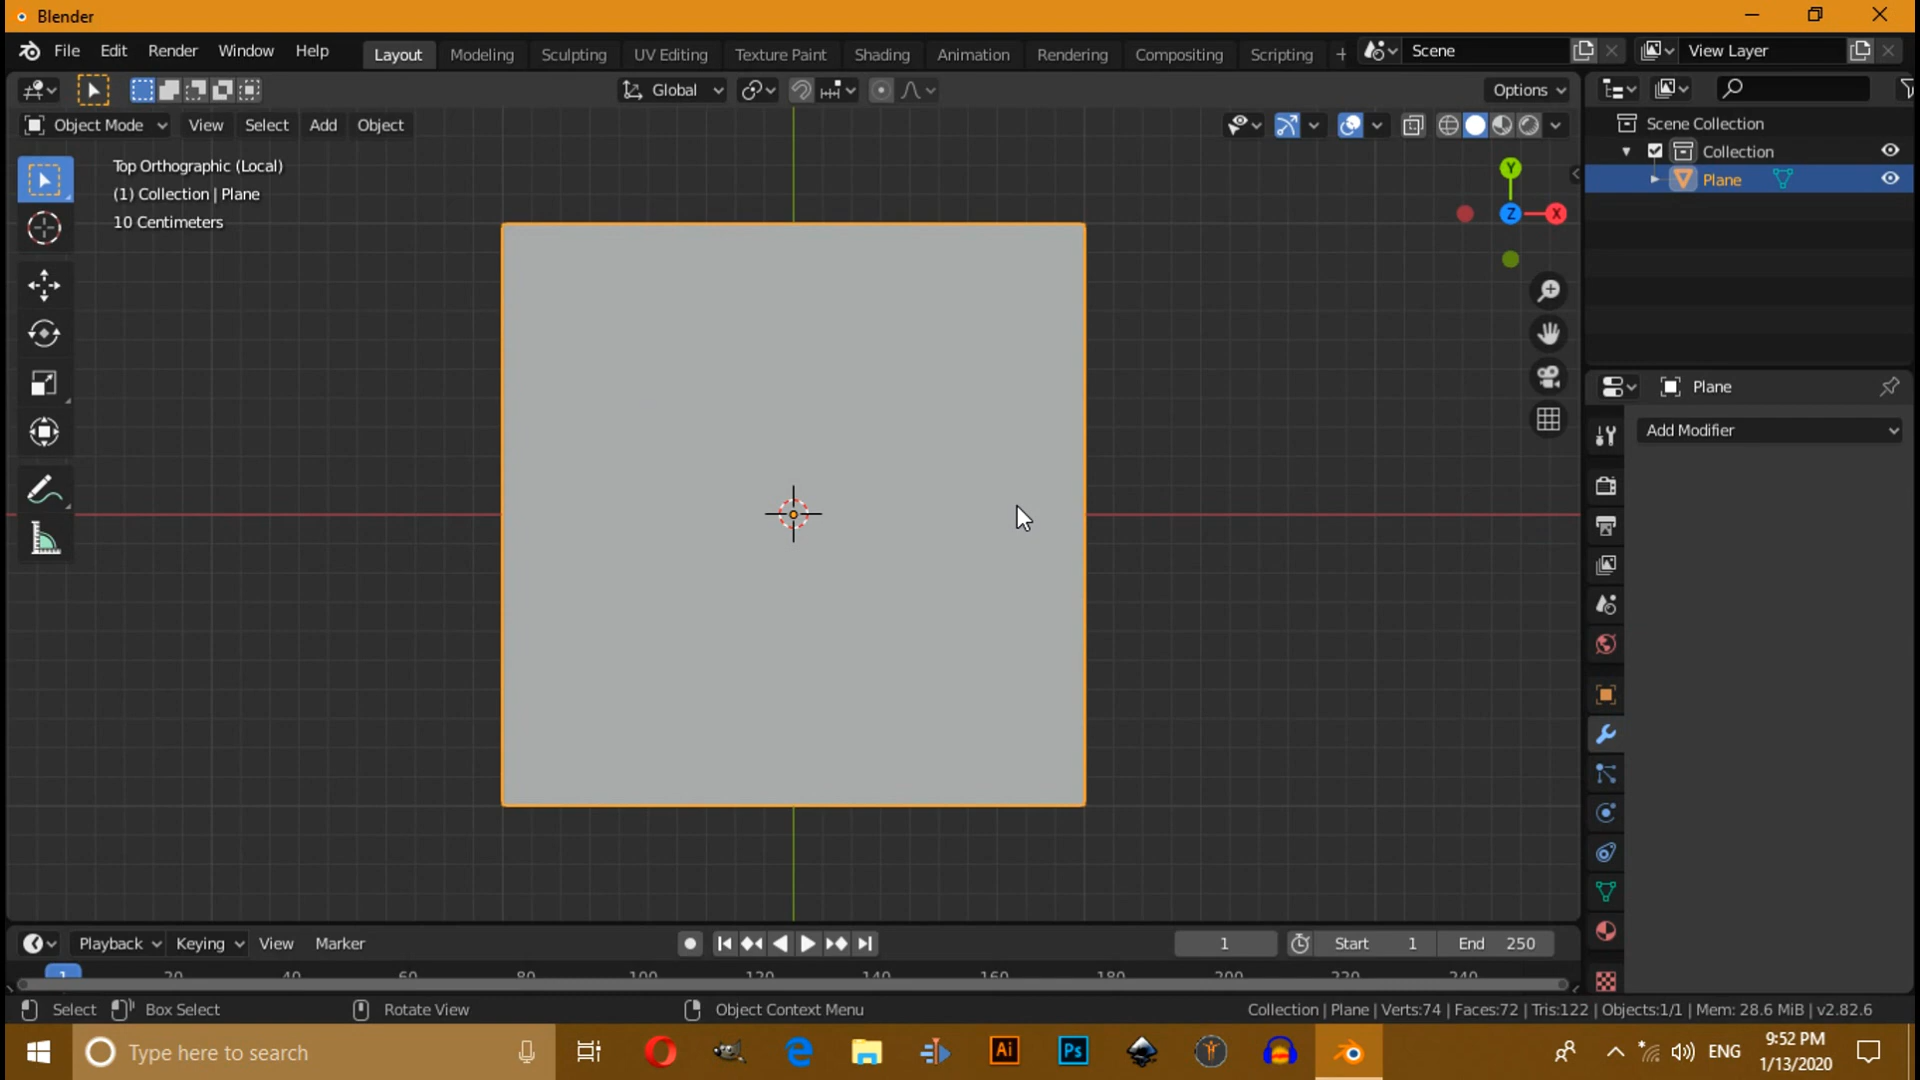 Blender
File Edit Render Window Help Layout Modeling Sculpting UV Editing Texture Paint Shading Animation Rendering Compositing Scripting + Scene View Layer
Global Options
Object Mode View Select Add Object
Scene Collection
Collection
Plane
Top Orthographic (Local)
(1) Collection | Plane
10 Centimeters
Y
Z X
Plane
Add Modifier
Playback Keying View Marker 1 Start 1 End 250
1 20 40 60 80 100 120 140 160 180 200 220 240
Select Box Select Rotate View Object Context Menu Collection | Plane | Verts:74 | Faces:72 | Tris:122 | Objects:1/1 | Mem: 28.6 MiB | v2.82.6
Type here to search Ai Ps ENG 9:52 PM
1/13/2020